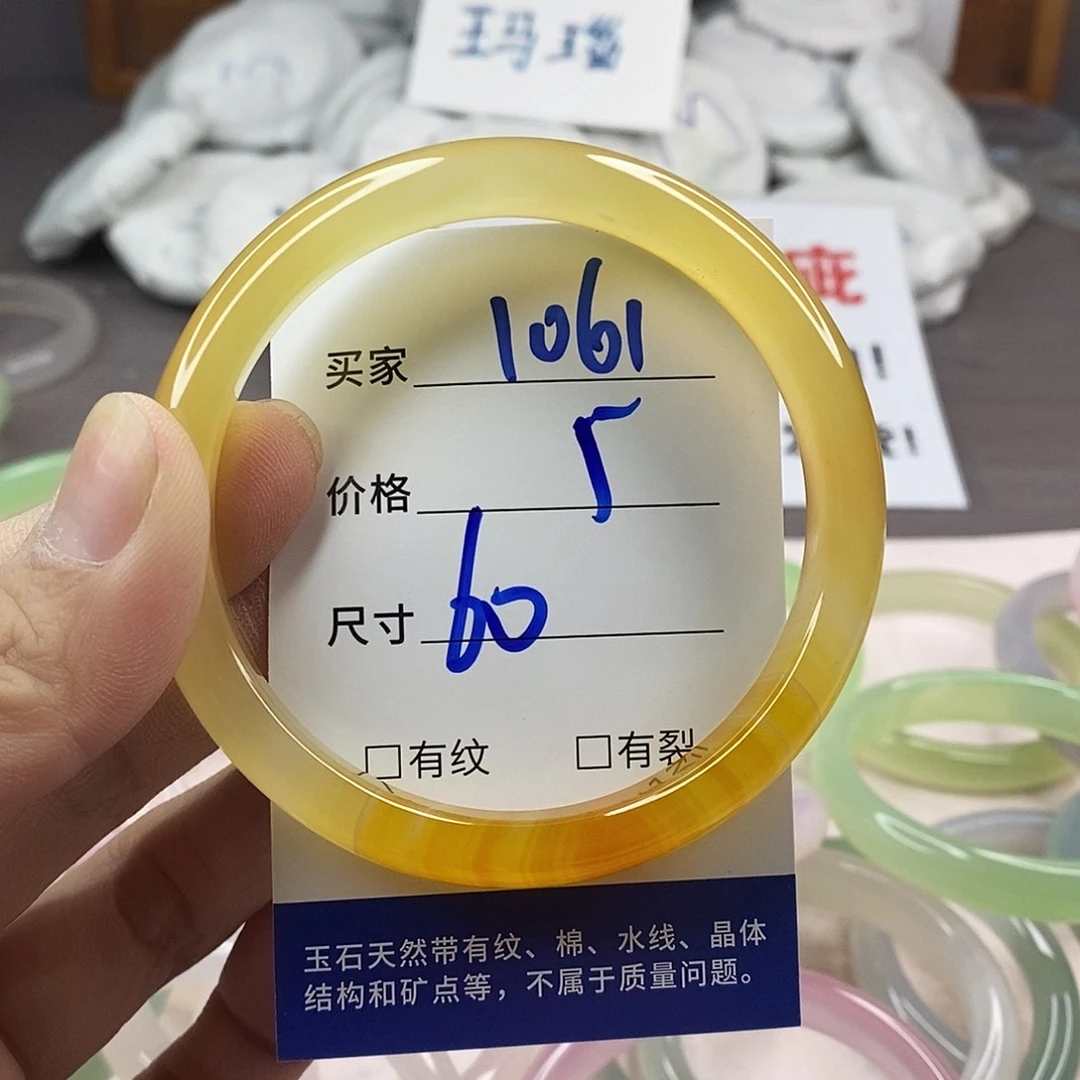 玛瑙
疵
买家 1061
价格 5
尺寸 60
□有纹 □有裂
玉石天然带有纹、棉、水线、晶体
结构和矿点等，不属于质量问题。